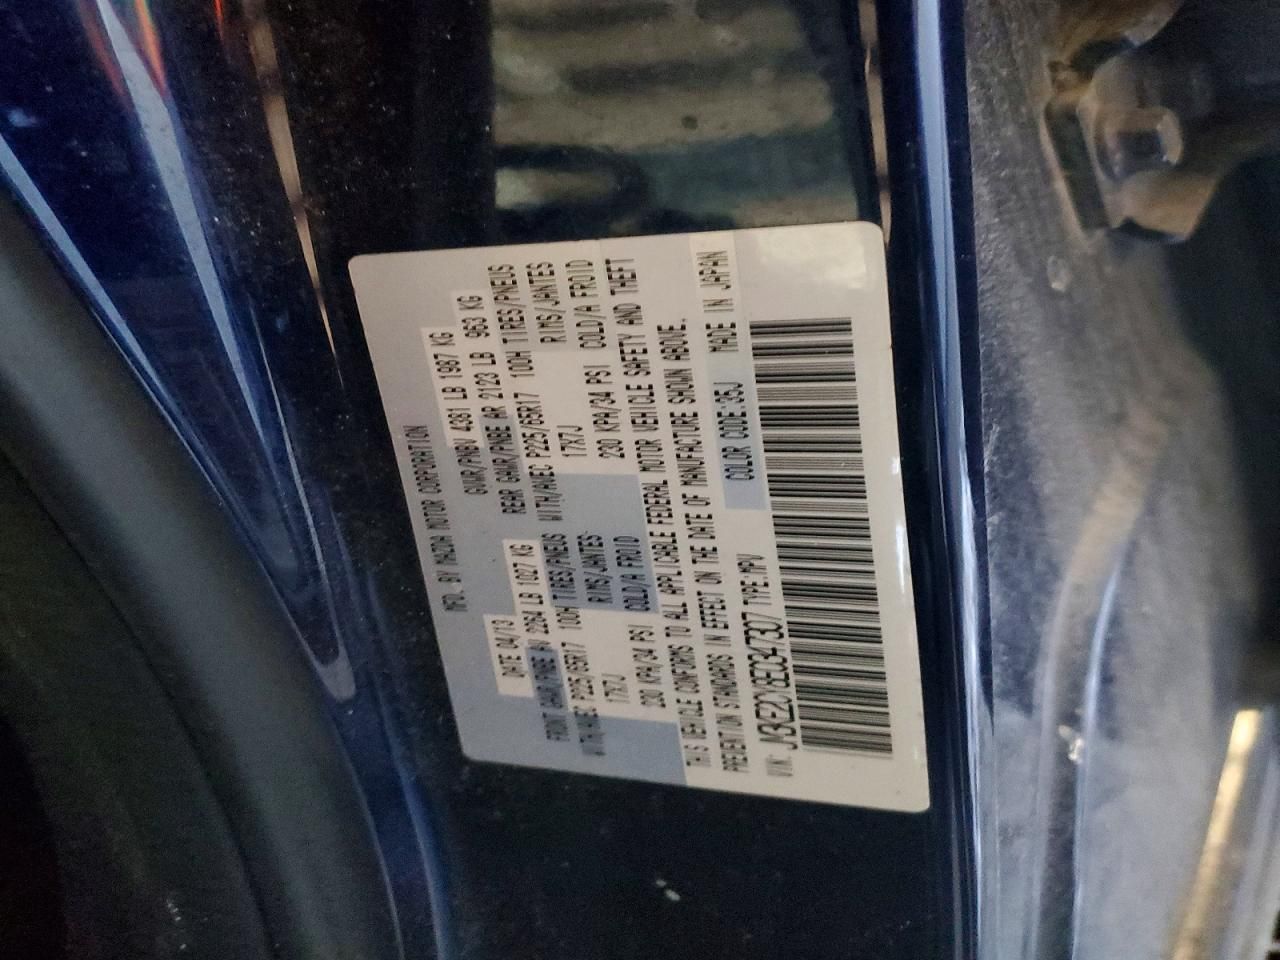 MFD. BY MAZDA MOTOR CORPORATION
DATE 04/13 GVWR/PNBV 4381 LB 1987 KG
FRONT GAWR/PNBE AV 2264 LB 1027 KG REAR GAWR/PNBE AR 2123 LB 963 KG
WITH/AVEC P225/65R17 100H TIRES/PNEUS WITH/AVEC P225/65R17 100H TIRES/PNEUS
17X7J RIMS/JANTES 17X7J RIMS/JANTES
230 KPA/34 PSI COLD/A FROID 230 KPA/34 PSI COLD/A FROID
THIS VEHICLE CONFORMS TO ALL APPLICABLE FEDERAL MOTOR VEHICLE SAFETY AND THEFT
PREVENTION STANDARDS IN EFFECT ON THE DATE OF MANUFACTURE SHOWN ABOVE.
VIN: JM3KE2CY8E0347307 TYPE:MPV COLOR CODE:35J MADE IN JAPAN